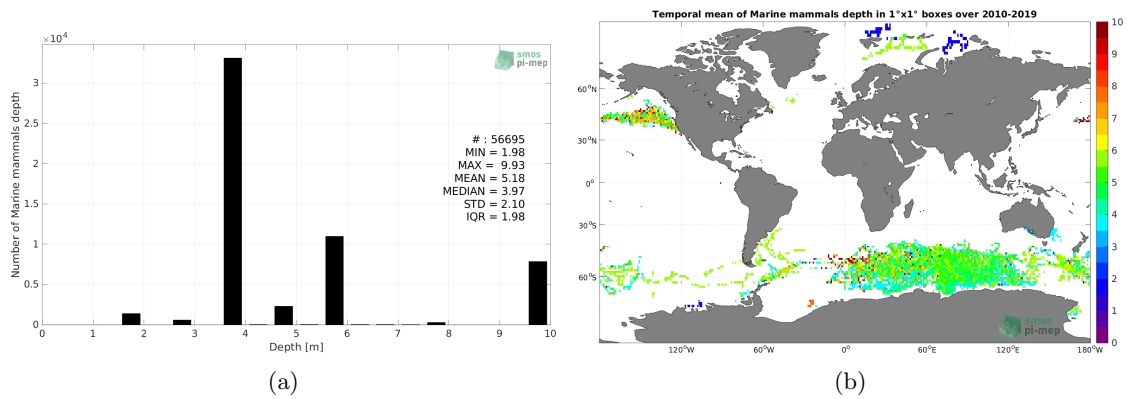 ×10⁴
smos
pi-mep
Number of Marine mammals depth
3
2.5
2
1.5
1
0.5
0
# : 56695
MIN = 1.98
MAX = 9.93
MEAN = 5.18
MEDIAN = 3.97
STD = 2.10
IQR = 1.98
0 1 2 3 4 5 6 7 8 9 10
Depth [m]
(a)
Temporal mean of Marine mammals depth in 1°x1° boxes over 2010-2019
60°N
30°N
0°
30°S
60°S
120°W 60°W 0° 60°E 120°E 180°W
smos
pi-mep
10
9
8
7
6
5
4
3
2
1
0
(b)